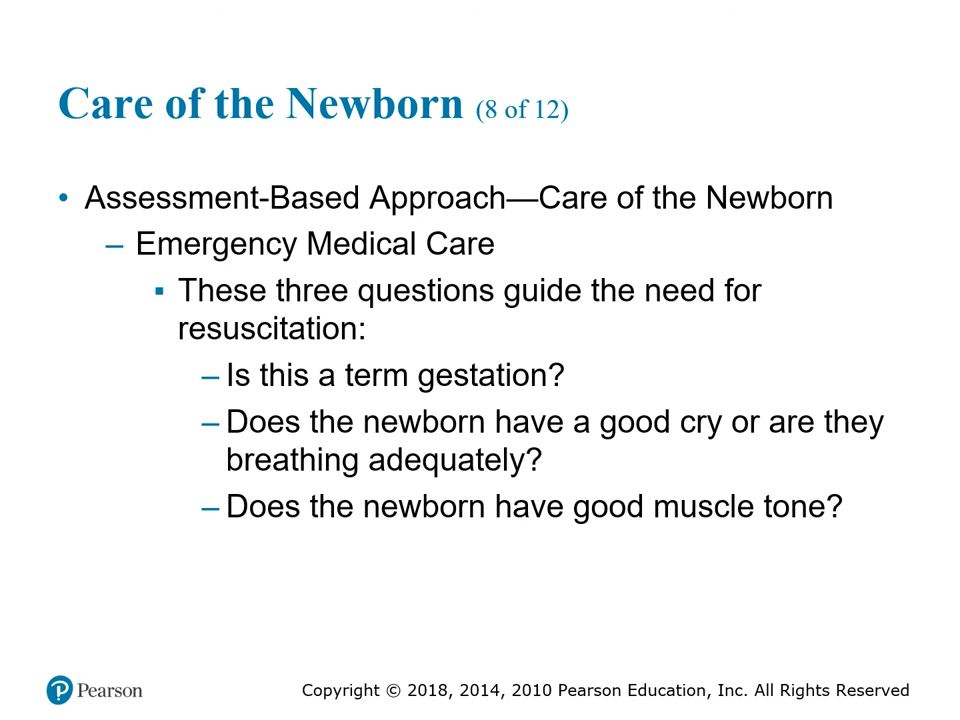 Care of the Newborn (8 of 12)
• Assessment-Based Approach—Care of the Newborn
– Emergency Medical Care
▪ These three questions guide the need for
resuscitation:
– Is this a term gestation?
– Does the newborn have a good cry or are they
breathing adequately?
– Does the newborn have good muscle tone?
Pearson
Copyright © 2018, 2014, 2010 Pearson Education, Inc. All Rights Reserved